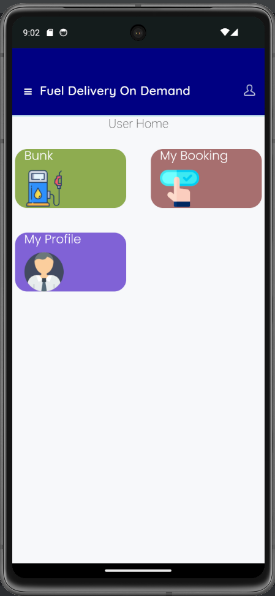 9:02
Fuel Delivery On Demand
User Home
Bunk
My Booking
My Profile